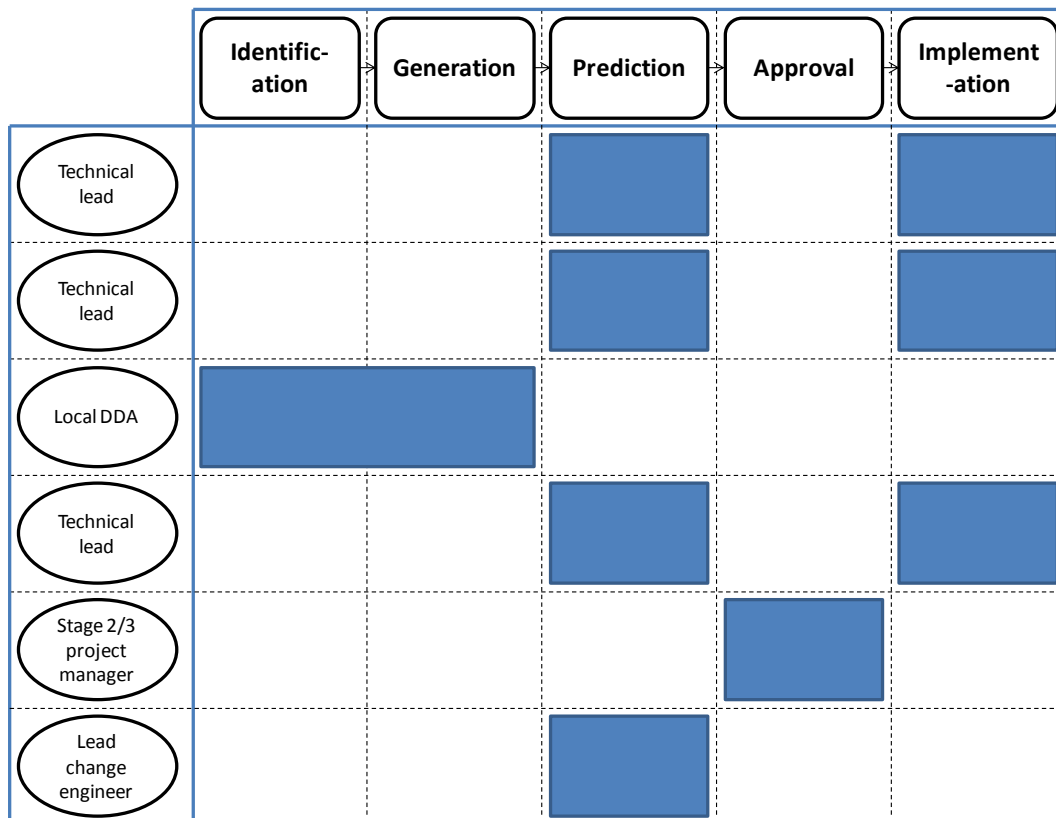 Identific-
ation
Generation
Prediction
Approval
Implement
-ation
Technical
lead
Technical
lead
Local DDA
Technical
lead
Stage 2/3
project
manager
Lead
change
engineer